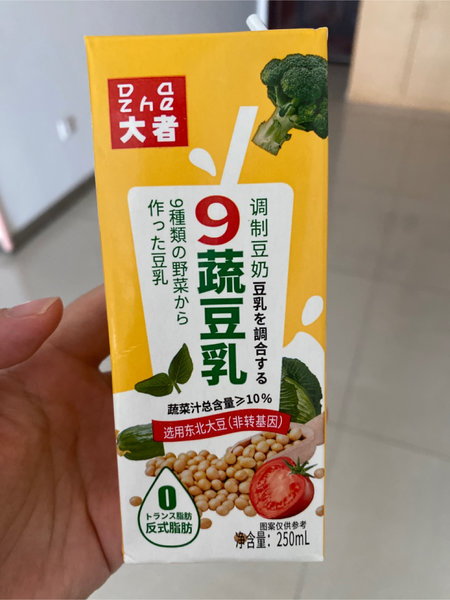 Da
Zhe
大者
9蔬豆乳
调制豆奶 豆乳を調合する
9種類の野菜から
作った豆乳
蔬菜汁总含量≥10%
选用东北大豆(非转基因)
0
トランス脂肪
反式脂肪
图案仅供参考
净含量：250mL